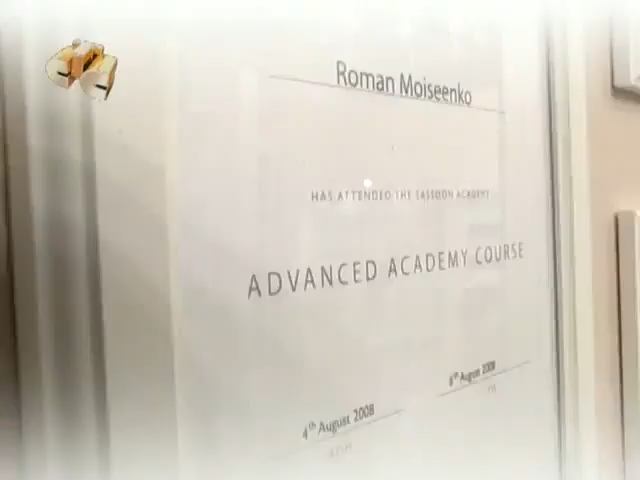 Roman Moiseenko
HAS ATTENDED THE SASSOON ACADEMY
ADVANCED ACADEMY COURSE
8th August 2008
4th August 2008